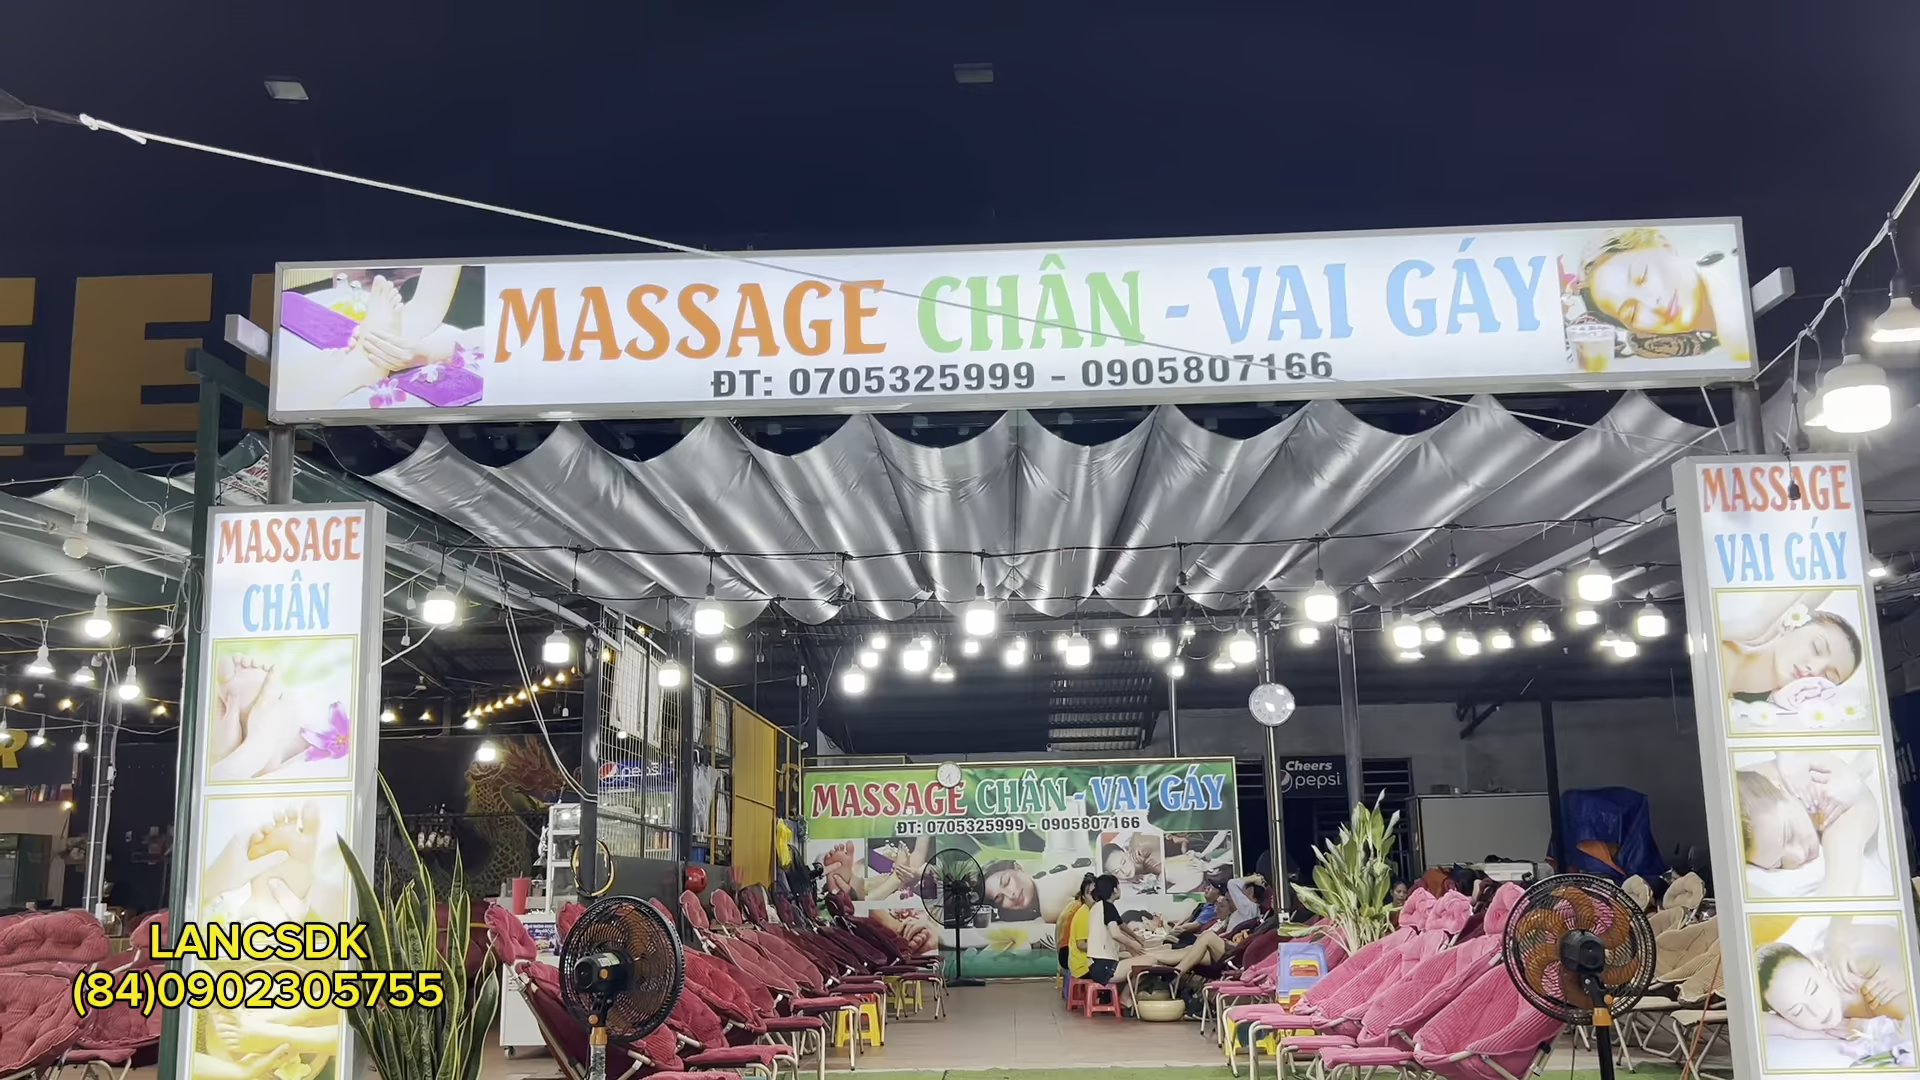 MASSAGE CHÂN - VAI GÁY
ĐT: 0705325999 - 0905807166
MASSAGE
CHÂN
MASSAGE
VAI GÁY
Cheers
pepsi
pepsi
MASSAGE CHÂN - VAI GÁY
ĐT: 0705325999 - 0905807166
LANCSDK
(84)0902305755